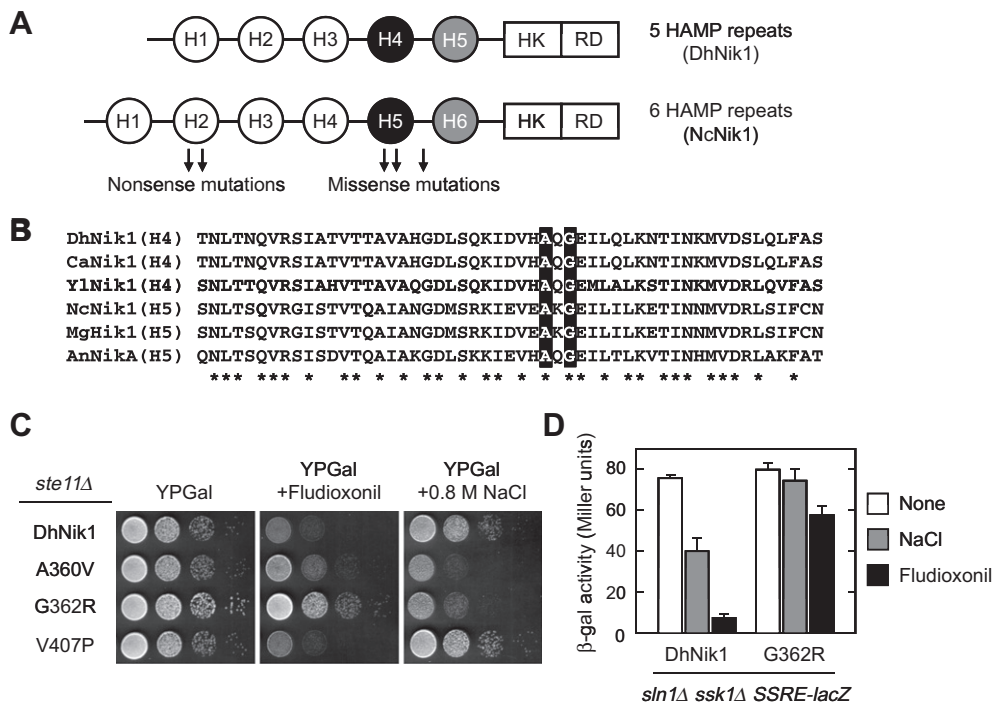 A
H1 H2 H3 H4 H5 HK RD
5 HAMP repeats
(DhNik1)
H1 H2 H3 H4 H5 H6 HK RD
6 HAMP repeats
(NcNik1)
Nonsense mutations Missense mutations
B
DhNik1(H4) TNLTNQVRSIATVTTAVAHGDLSQKIDVHAQGEILQLKNTINKMVDSLQLFAS
CaNik1(H4) TNLTNQVRSIATVTTAVAHGDLSQKIDVHAQGEILQLKNTINKMVDSLQLFAS
YlNik1(H4) SNLTTQVRSIAHVTTAVAQGDLSQKIDVHAQGEMLALKSTINKMVDRLQVFAS
NcNik1(H5) SNLTSQVRGISTVTQAIANGDMSRKIEVEAKGEILILKETINNMVDRLSIFCN
MgHik1(H5) SNLTSQVRGISTVTQAIANGDMSRKIDVEAKGEILILKETINNMVDRLSIFCN
AnNikA(H5) QNLTSQVRSISDVTQAIAKGDLSKKIEVHAQGEILTLKVTINHMVDRLAKFAT
*** *** * ** * * ** ** * * ** * ** *** *** * *
C
ste11Δ
YPGal
YPGal
+Fludioxonil
YPGal
+0.8 M NaCl
DhNik1
A360V
G362R
V407P
D
β-gal activity (Miller units)
80
60
40
20
0
DhNik1 G362R
sln1Δ ssk1Δ SSRE-lacZ
None
NaCl
Fludioxonil